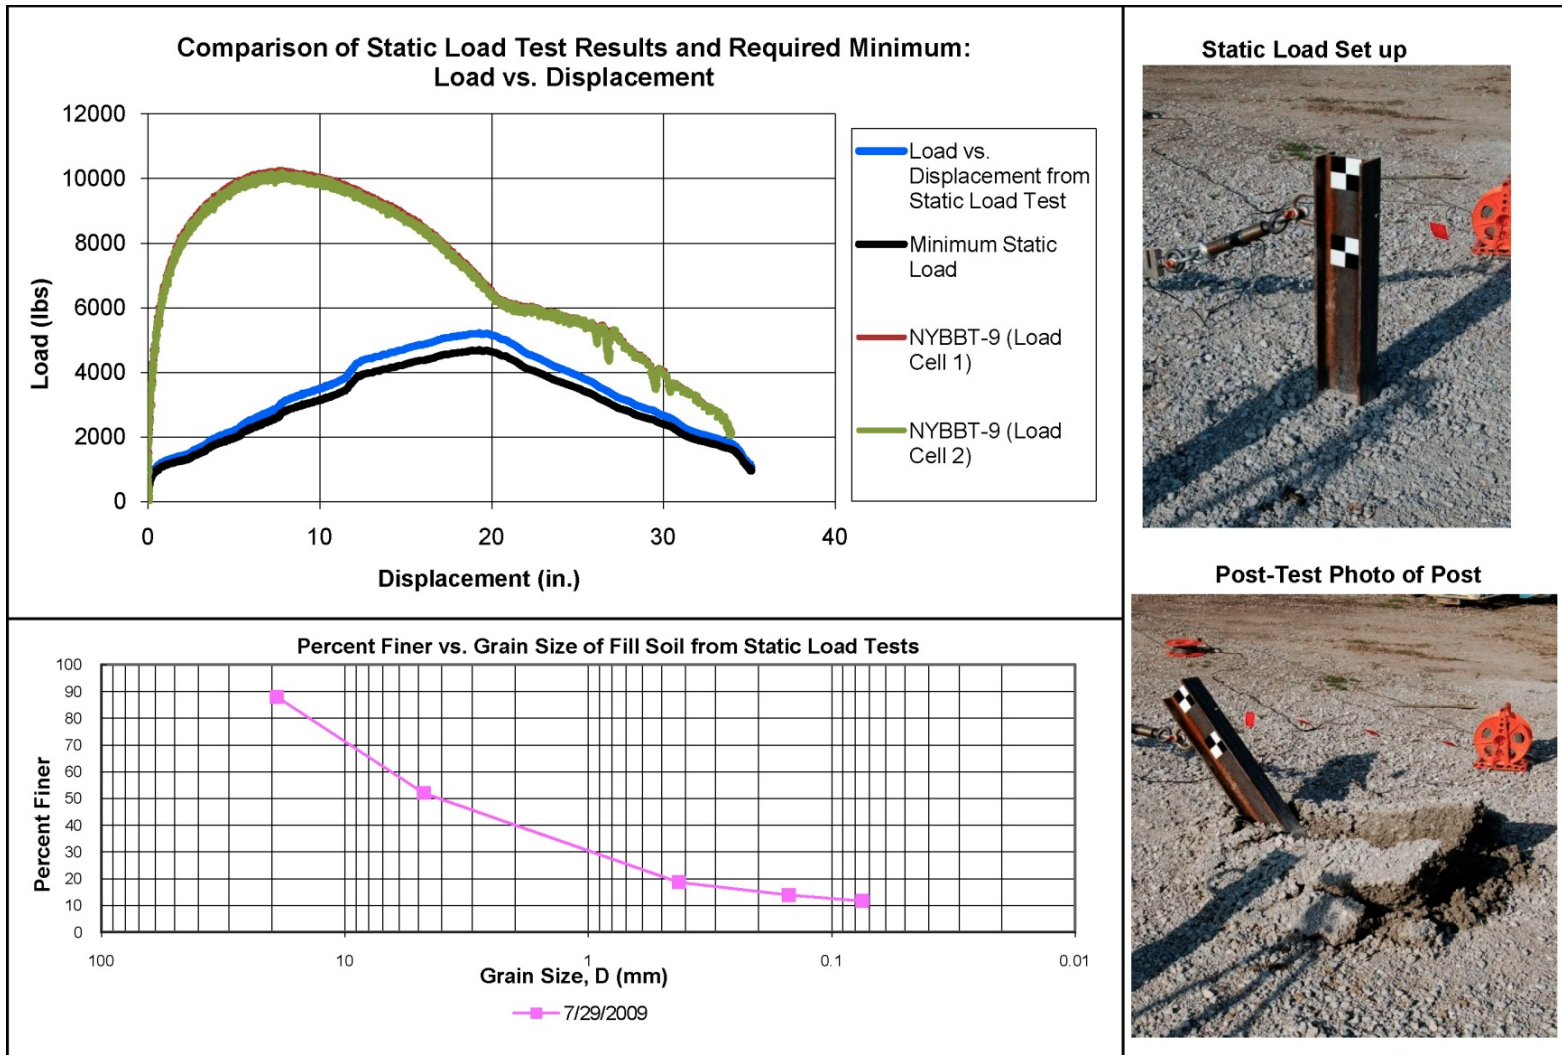 Comparison of Static Load Test Results and Required Minimum:
Load vs. Displacement
12000
10000
8000
6000
4000
2000
0
Load (lbs)
0 10 20 30 40
Displacement (in.)
Load vs.
Displacement from
Static Load Test
Minimum Static
Load
NYBBT-9 (Load
Cell 1)
NYBBT-9 (Load
Cell 2)
Static Load Set up
Post-Test Photo of Post
Percent Finer vs. Grain Size of Fill Soil from Static Load Tests
100
90
80
70
60
50
40
30
20
10
0
Percent Finer
100 10 1 0.1 0.01
Grain Size, D (mm)
7/29/2009